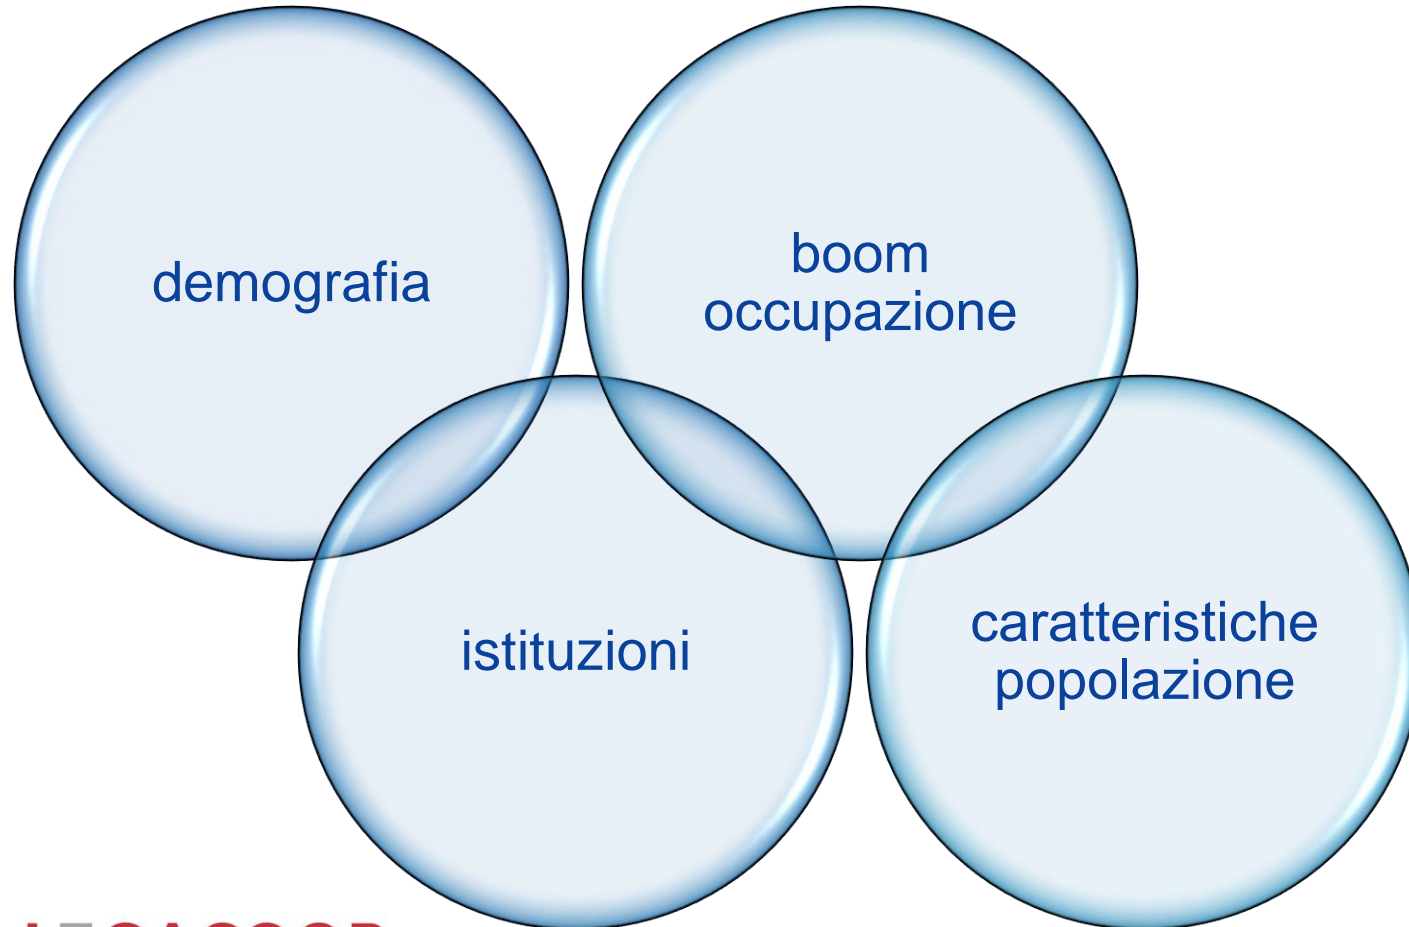 demografia
boom
occupazione
istituzioni
caratteristiche
popolazione